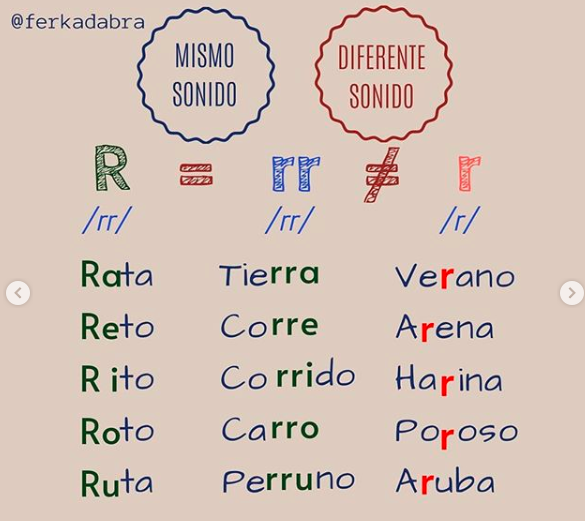 @ferkadabra
MISMO
SONIDO
DIFERENTE
SONIDO
R = rr ≠ r
/rr/ /rr/ /r/
Rata Tierra Verano
Reto Corre Arena
Rito Corrido Harina
Roto Carro Poroso
Ruta Perruno Aruba